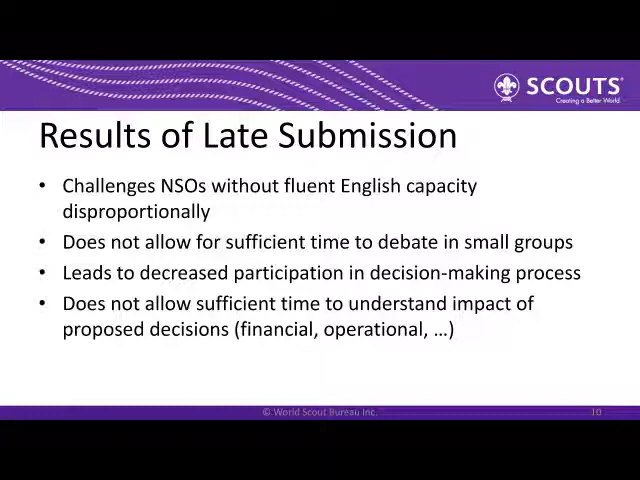 SCOUTS®
Creating a Better World
Results of Late Submission
• Challenges NSOs without fluent English capacity
disproportionally
• Does not allow for sufficient time to debate in small groups
• Leads to decreased participation in decision-making process
• Does not allow sufficient time to understand impact of
proposed decisions (financial, operational, …)
© World Scout Bureau Inc.
10